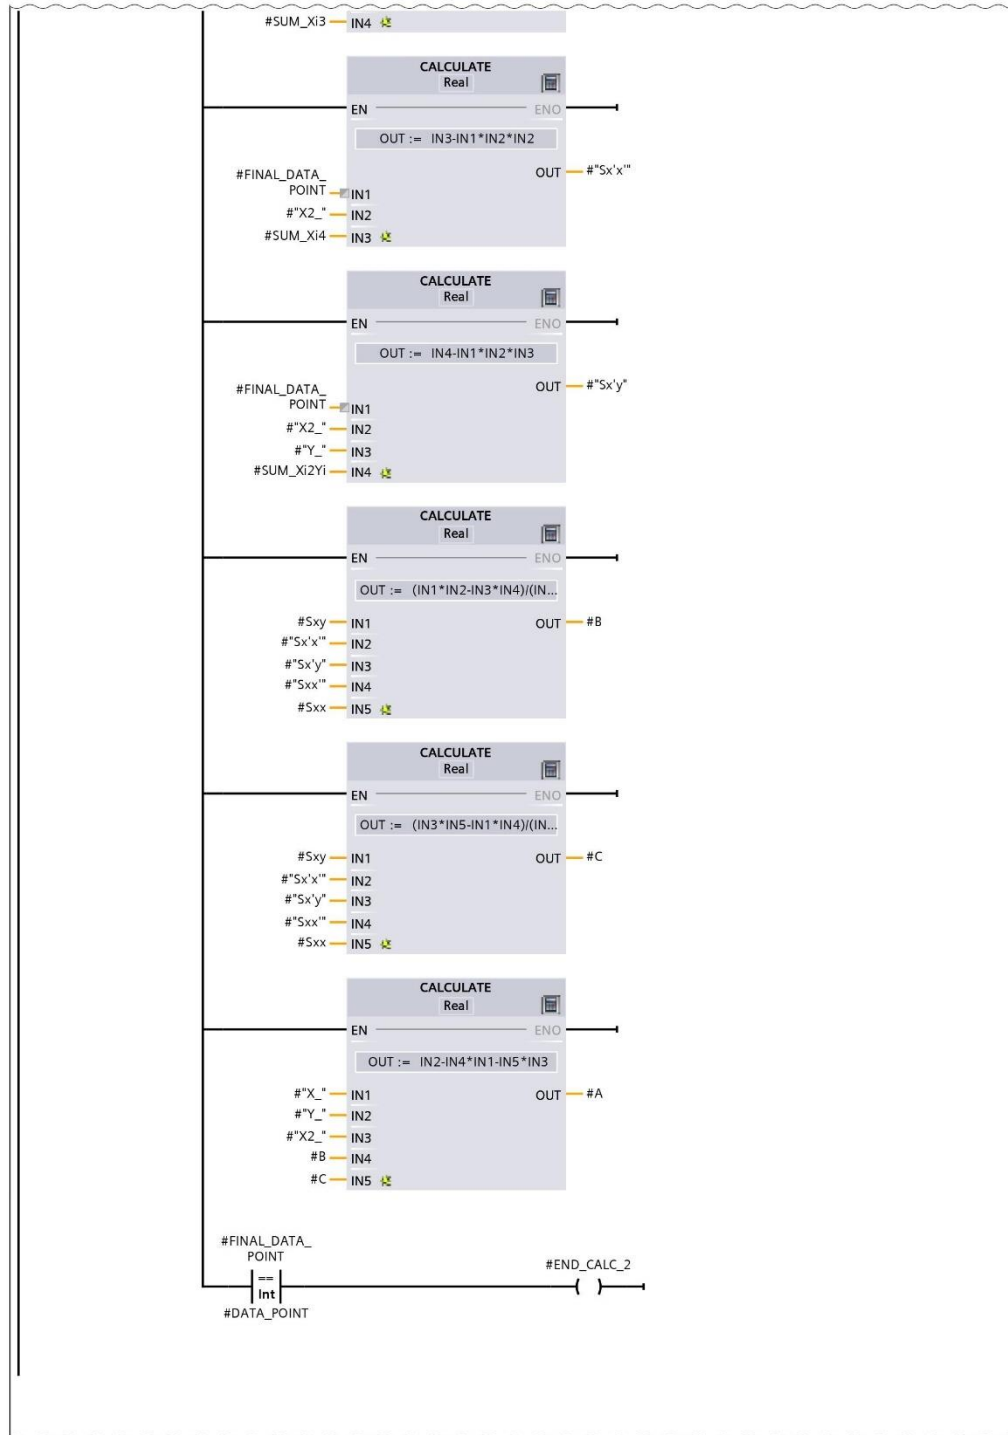 #SUM_Xi3 IN4
CALCULATE
Real
EN ENO
OUT := IN3-IN1*IN2*IN2
OUT #"Sx'x'"
#FINAL_DATA_
POINT IN1
#"X2_" IN2
#SUM_Xi4 IN3
CALCULATE
Real
EN ENO
OUT := IN4-IN1*IN2*IN3
OUT #"Sx'y"
#FINAL_DATA_
POINT IN1
#"X2_" IN2
#"Y_" IN3
#SUM_Xi2Yi IN4
CALCULATE
Real
EN ENO
OUT := (IN1*IN2-IN3*IN4)/(IN...
#Sxy IN1 OUT #B
#"Sx'x'" IN2
#"Sx'y" IN3
#"Sxx'" IN4
#Sxx IN5
CALCULATE
Real
EN ENO
OUT := (IN3*IN5-IN1*IN4)/(IN...
#Sxy IN1 OUT #C
#"Sx'x'" IN2
#"Sx'y" IN3
#"Sxx'" IN4
#Sxx IN5
CALCULATE
Real
EN ENO
OUT := IN2-IN4*IN1-IN5*IN3
#"X_" IN1 OUT #A
#"Y_" IN2
#"X2_" IN3
#B IN4
#C IN5
#FINAL_DATA_
POINT
#END_CALC_2
==
Int
#DATA_POINT